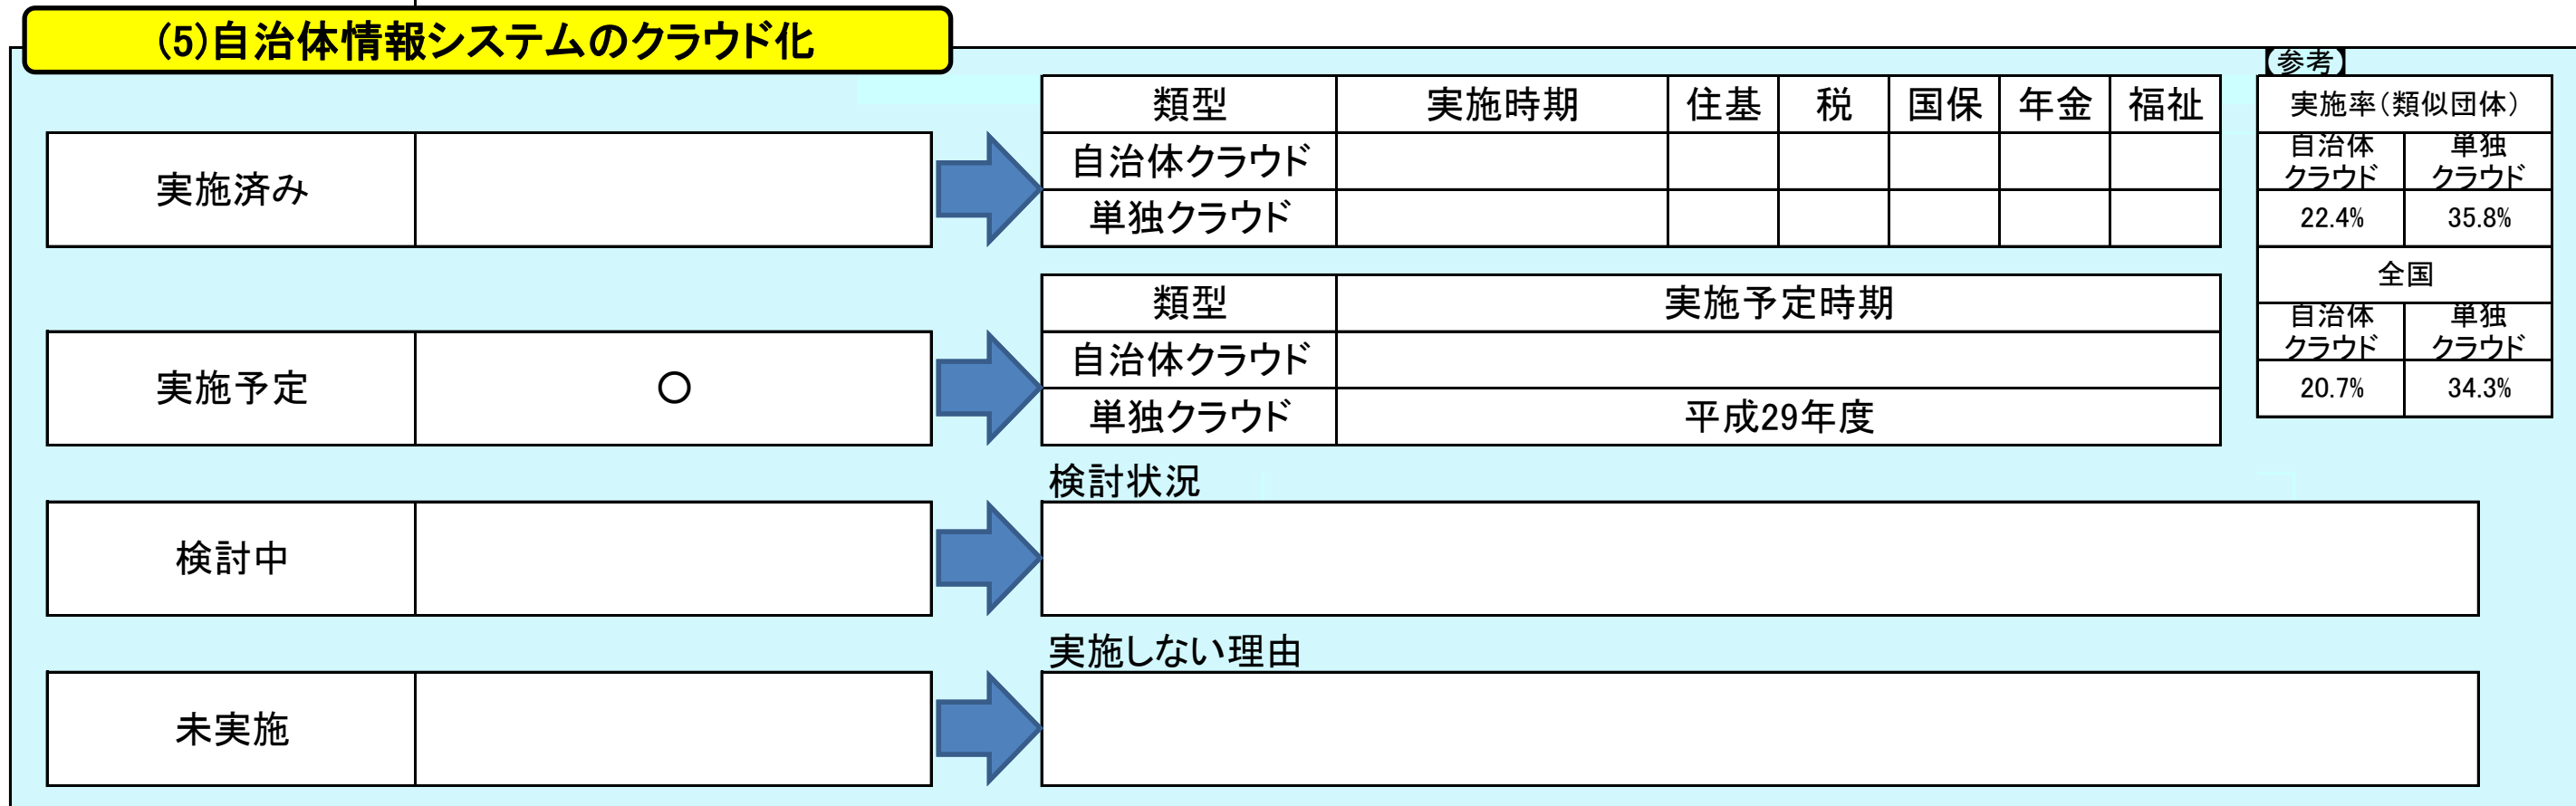 (5)自治体情報システムのクラウド化
【参考】
類型 実施時期 住基 税 国保 年金 福祉
自治体クラウド
単独クラウド
実施済み
実施率(類似団体)
自治体クラウド 単独クラウド
22.4% 35.8%
全国
自治体クラウド 単独クラウド
20.7% 34.3%
類型 実施予定時期
自治体クラウド
単独クラウド 平成29年度
実施予定 ○
検討状況
検討中
実施しない理由
未実施